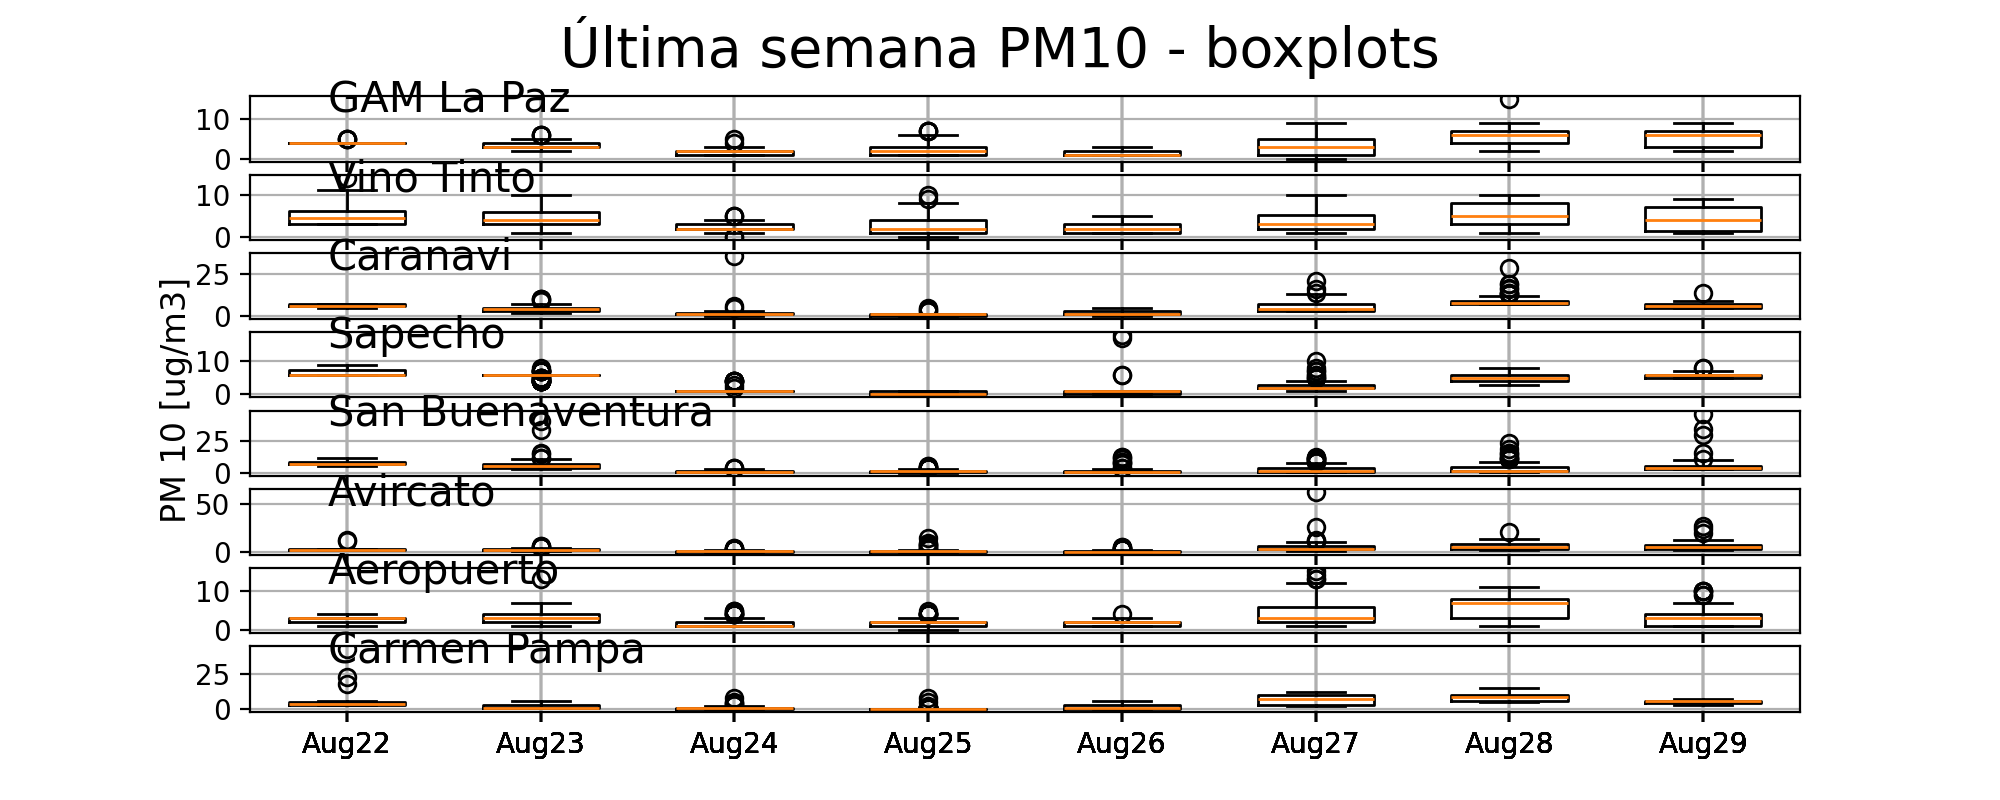 Última semana PM10 - boxplots
GAM La Paz
10
0
Vino Tinto
10
0
Caranavi
25
0
Sapecho
10
0
San Buenaventura
25
0
Avircato
50
0
Aeropuerto
10
0
Carmen Pampa
25
0
PM 10 [ug/m3]
Aug22 Aug23 Aug24 Aug25 Aug26 Aug27 Aug28 Aug29